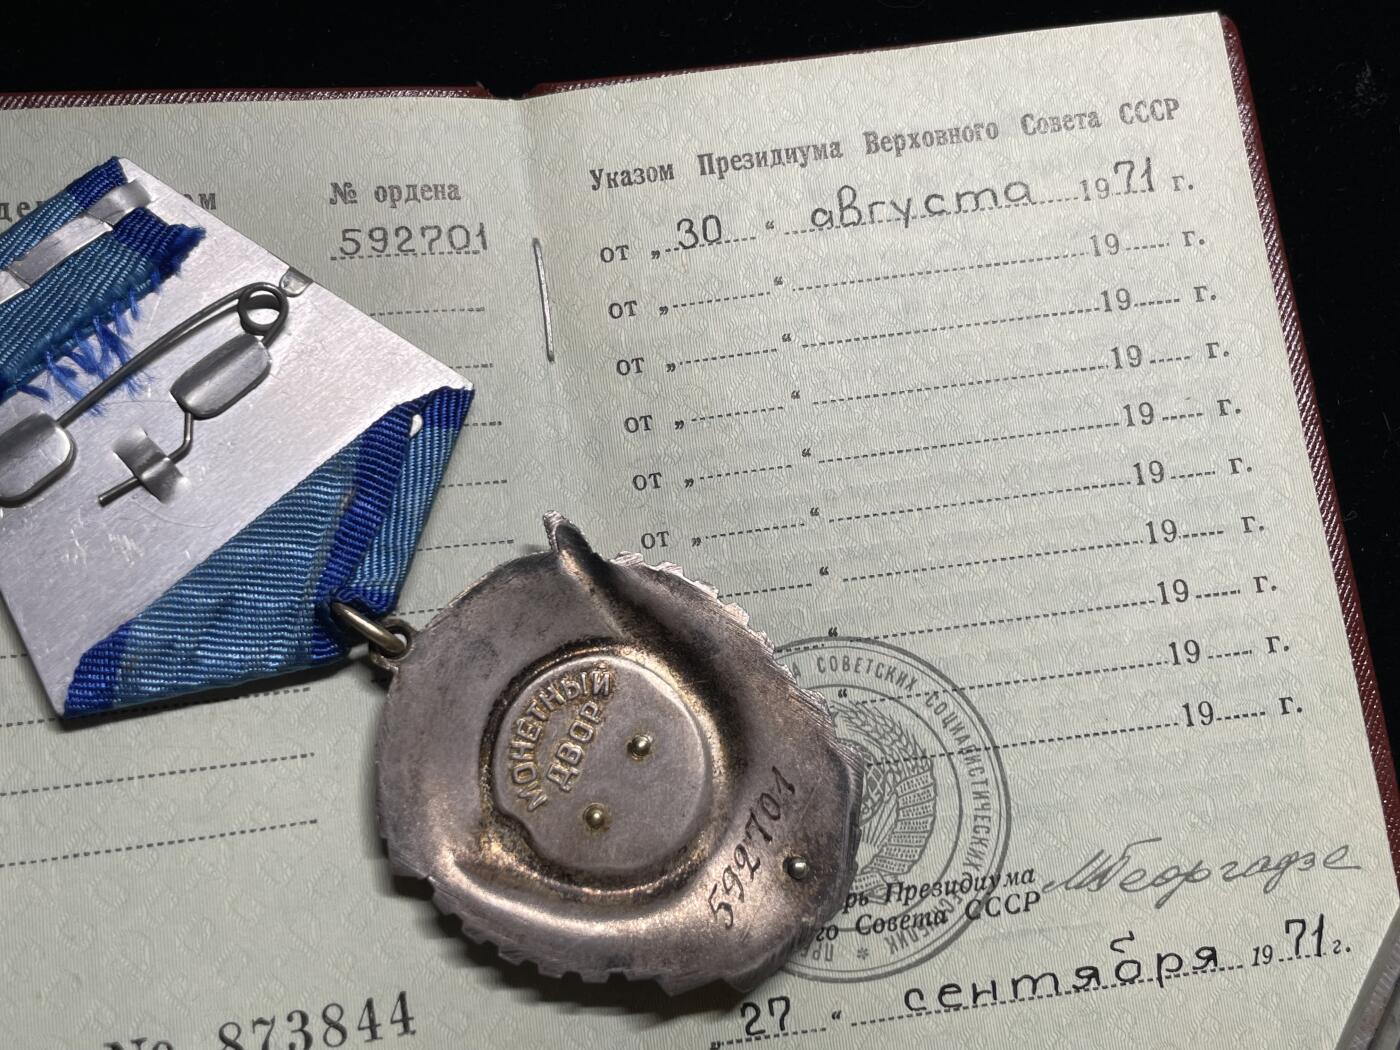 № ордена
592701
Указом Президиума Верховного Совета СССР
от „ 30 “ августа 1971 г.
от „ “ 19 г.
от „ “ 19 г.
от „ “ 19 г.
от „ “ 19 г.
от „ “ 19 г.
от „ “ 19 г.
“ 19 г.
“ 19 г.
“ 19 г.
МОНЕТНЫЙ
ДВОР
592701
СОВЕТСКИХ СОЦИАЛИСТИЧЕСКИХ
Президиума
Совета СССР
М Георгадзе
„ 27 “ сентября 1971 г.
№ 873844